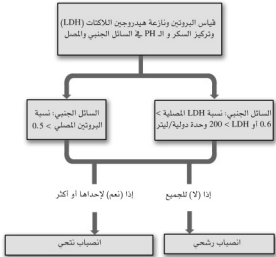 قياس البروتين ونازعة هيدروجين اللاكتات (LDH)
وتركيز السكر و الـ PH في السائل الجنبي والمصل
السائل الجنبي: نسبة LDH المصلية >
0.6 أو LDH > 200 وحدة دولية/ليتر
السائل الجنبي: نسبة
البروتين المصلي > 0.5
إذا (لا) للجميع
إذا (نعم) لإحداها أو أكثر
انصباب رشحي
انصباب نتحي